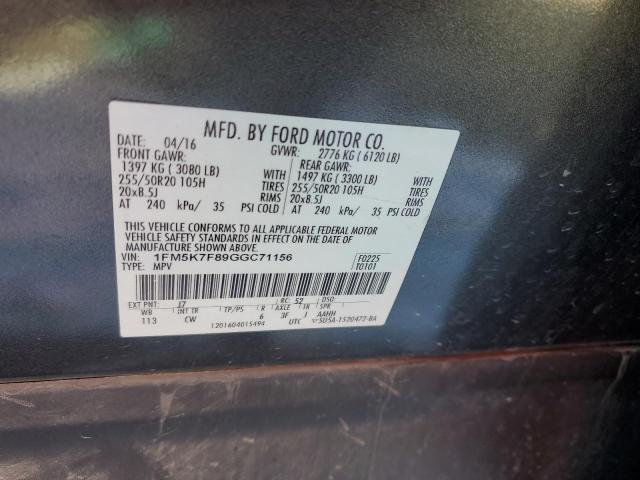 MFD. BY FORD MOTOR CO.
DATE: 04/16 GVWR: 2776 KG ( 6120 LB)
FRONT GAWR: REAR GAWR:
1397 KG ( 3080 LB) WITH 1497 KG ( 3300 LB) WITH
255/50R20 105H TIRES 255/50R20 105H TIRES
20x8.5J RIMS 20x8.5J RIMS
AT 240 kPa/ 35 PSI COLD AT 240 kPa/ 35 PSI COLD
THIS VEHICLE CONFORMS TO ALL APPLICABLE FEDERAL MOTOR
VEHICLE SAFETY STANDARDS IN EFFECT ON THE DATE OF
MANUFACTURE SHOWN ABOVE.
VIN: 1FM5K7F89GGC71156 F0225
TYPE: MPV T0101
EXT PNT: J7 RC: 52 DSO
WB INT TR TP/PS R AXLE TR SPR
113 CW 6 3F J AAHH
1201604015494 UTC